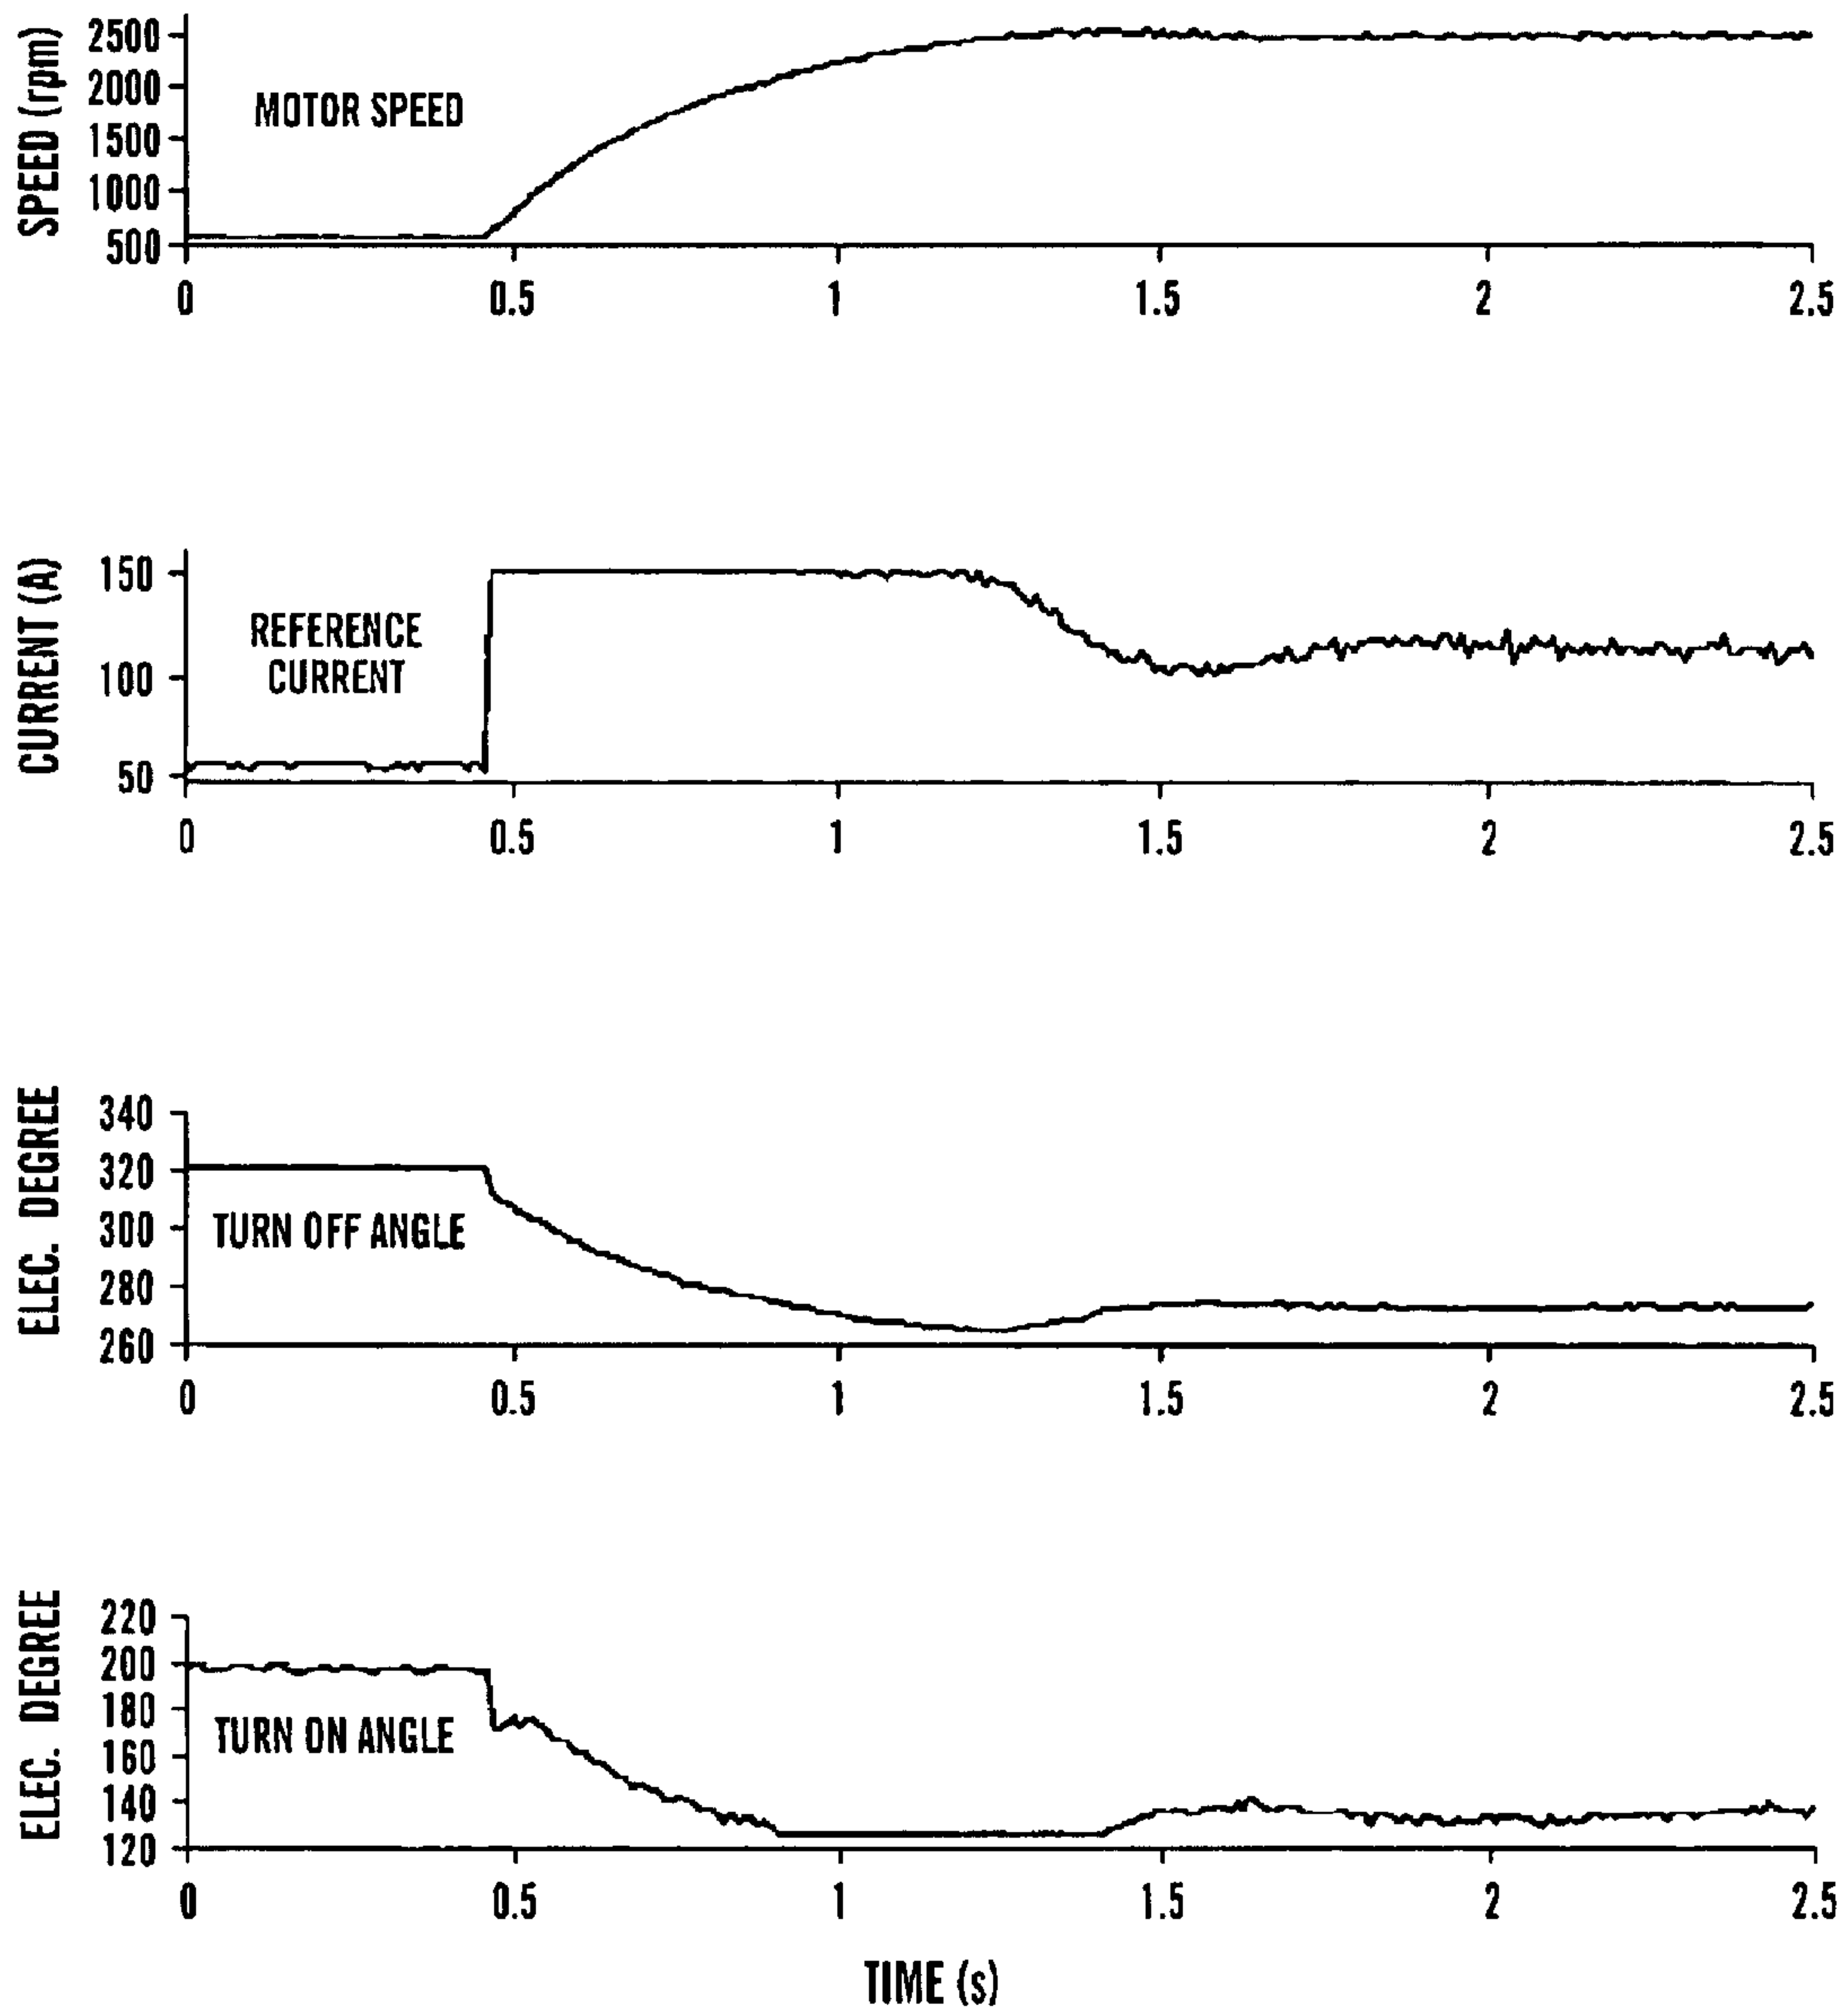 SPEED (rpm)
2500
2000
1500
1000
500
MOTOR SPEED
0 0.5 1 1.5 2 2.5
CURRENT (A)
150
100
50
REFERENCE
CURRENT
0 0.5 1 1.5 2 2.5
ELEC. DEGREE
340
320
300
280
260
TURN OFF ANGLE
0 0.5 1 1.5 2 2.5
ELEC. DEGREE
220
200
180
160
140
120
TURN ON ANGLE
0 0.5 1 1.5 2 2.5
TIME (s)